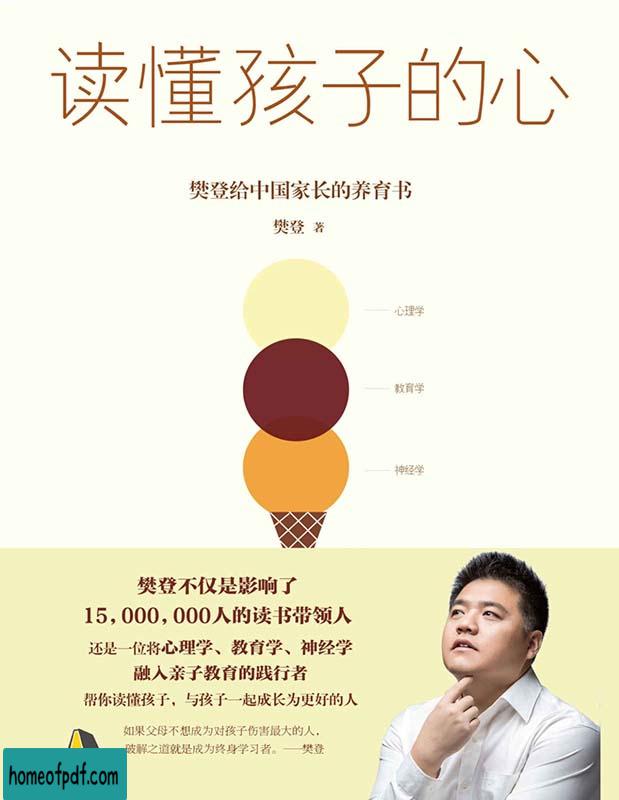 读懂孩子的心
樊登给中国家长的养育书
樊登 著
心理学
教育学
神经学
樊登不仅是影响了
15,000,000人的读书带领人
还是一位将心理学、教育学、神经学
融入亲子教育的践行者
帮你读懂孩子，与孩子一起成长为更好的人
如果父母不想成为对孩子伤害最大的人，
破解之道就是成为终身学习者。——樊登
homeofpdf.com